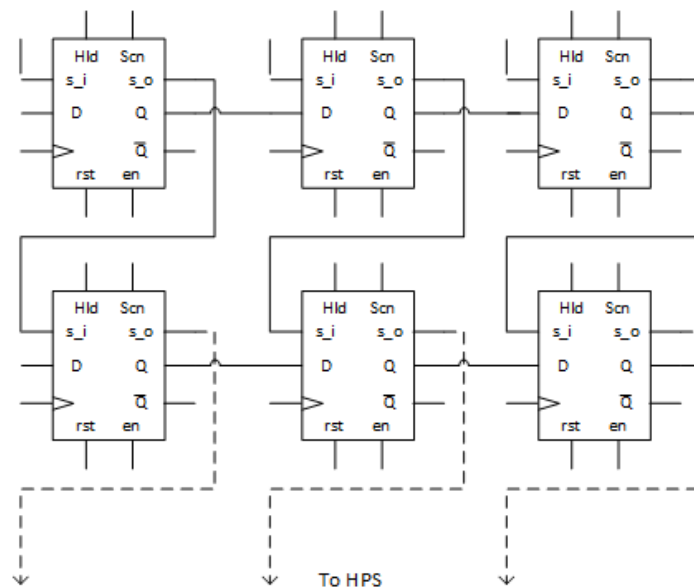 Hld Scn Hld Scn Hld Scn
s_i s_o s_i s_o s_i s_o
D Q D Q D Q
Q̅ Q̅ Q̅
rst en rst en rst en
Hld Scn Hld Scn Hld Scn
s_i s_o s_i s_o s_i s_o
D Q D Q D Q
Q̅ Q̅ Q̅
rst en rst en rst en
To HPS